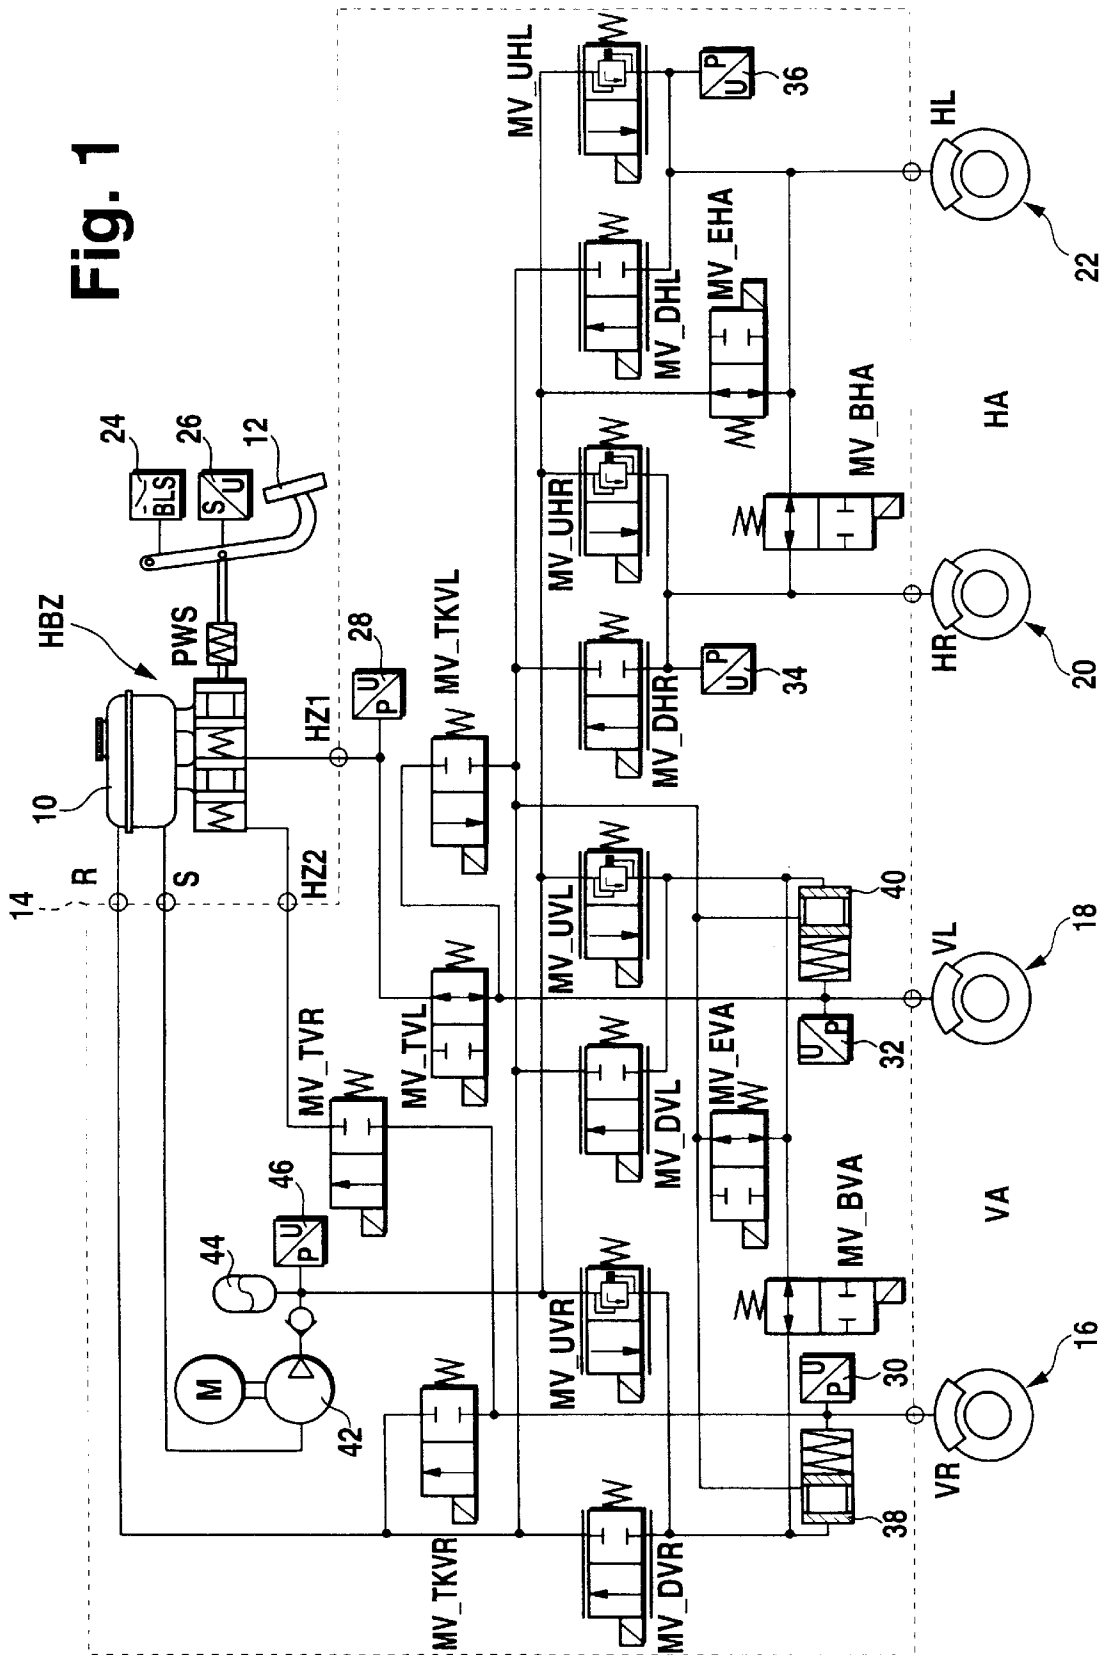 Fig. 1
14
R
S
HZ2
10
HBZ
PWS
HZ1
24
BLS
26
S
U
12
44
M
42
46
U
P
MV_TVR
MV_TVL
28
U
P
MV_TKVL
MV_TKVR
MV_DVR
MV_UVR
MV_DVL
MV_UVL
MV_DHR
MV_UHR
MV_DHL
MV_UHL
U
P
34
U
P
36
MV_EVA
MV_EHA
MV_BVA
MV_BHA
38
U
P
30
U
P
32
40
VR
16
VA
VL
18
HR
20
HA
HL
22